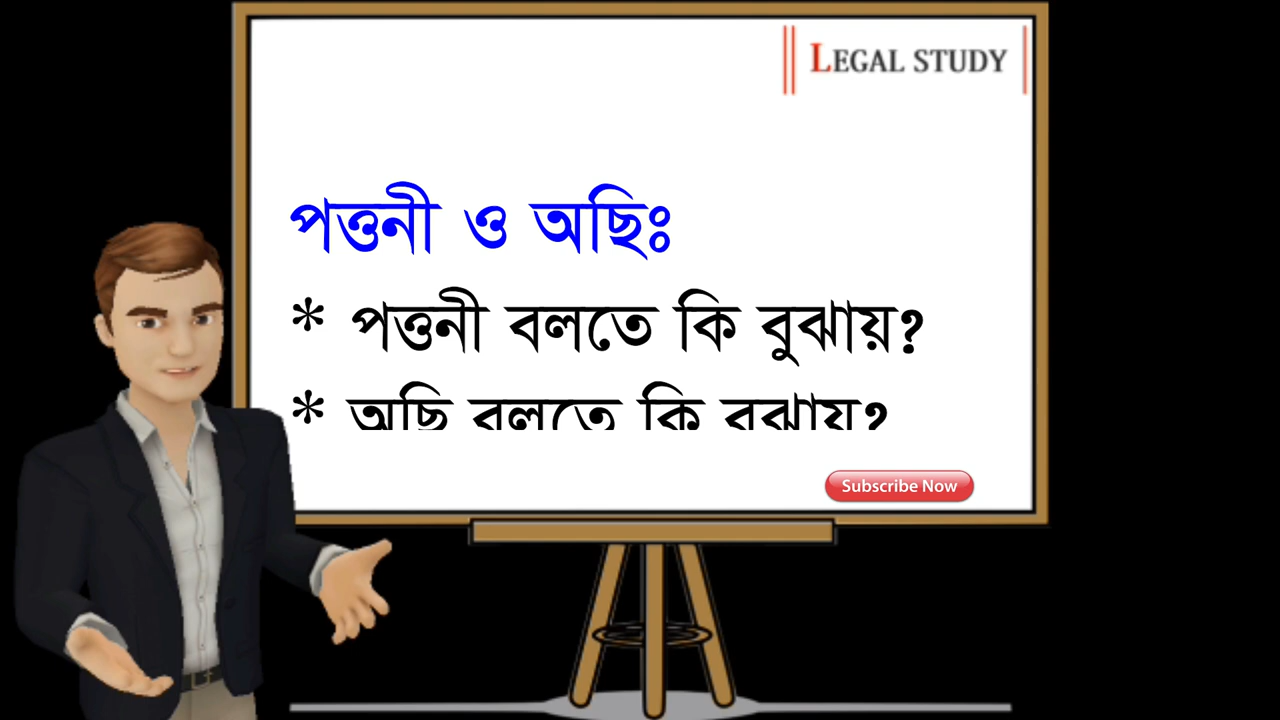 LEGAL STUDY
পত্তনী ও অছিঃ
* পত্তনী বলতে কি বুঝায়?
* অছি বলতে কি বুঝায়?
Subscribe Now